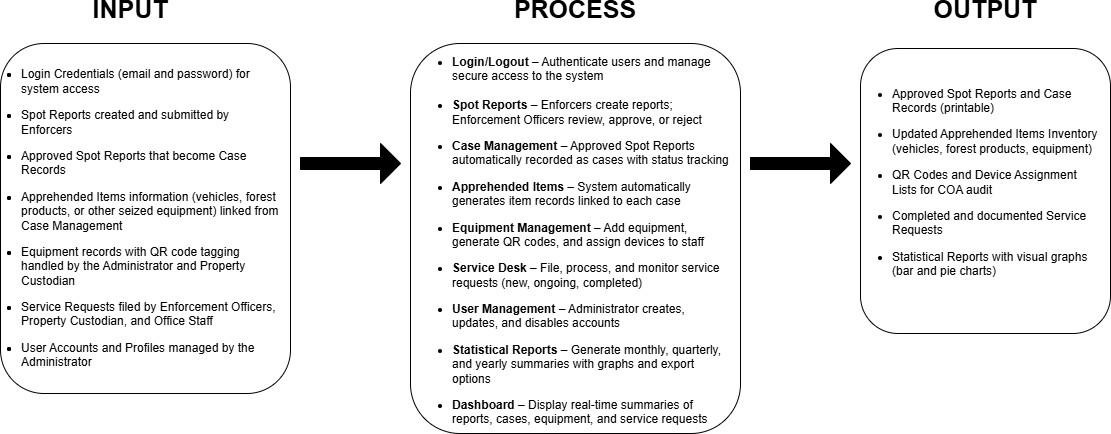 INPUT
Login Credentials (email and password) for
system access
Spot Reports created and submitted by
Enforcers
Approved Spot Reports that become Case
Records
Apprehended Items information (vehicles, forest
products, or other seized equipment) linked from
Case Management
Equipment records with QR code tagging
handled by the Administrator and Property
Custodian
Service Requests filed by Enforcement Officers,
Property Custodian, and Office Staff
User Accounts and Profiles managed by the
Administrator
PROCESS
Login/Logout – Authenticate users and manage
secure access to the system
Spot Reports – Enforcers create reports;
Enforcement Officers review, approve, or reject
Case Management – Approved Spot Reports
automatically recorded as cases with status tracking
Apprehended Items – System automatically
generates item records linked to each case
Equipment Management – Add equipment,
generate QR codes, and assign devices to staff
Service Desk – File, process, and monitor service
requests (new, ongoing, completed)
User Management – Administrator creates,
updates, and disables accounts
Statistical Reports – Generate monthly, quarterly,
and yearly summaries with graphs and export
options
Dashboard – Display real-time summaries of
reports, cases, equipment, and service requests
OUTPUT
Approved Spot Reports and Case
Records (printable)
Updated Apprehended Items Inventory
(vehicles, forest products, equipment)
QR Codes and Device Assignment
Lists for COA audit
Completed and documented Service
Requests
Statistical Reports with visual graphs
(bar and pie charts)